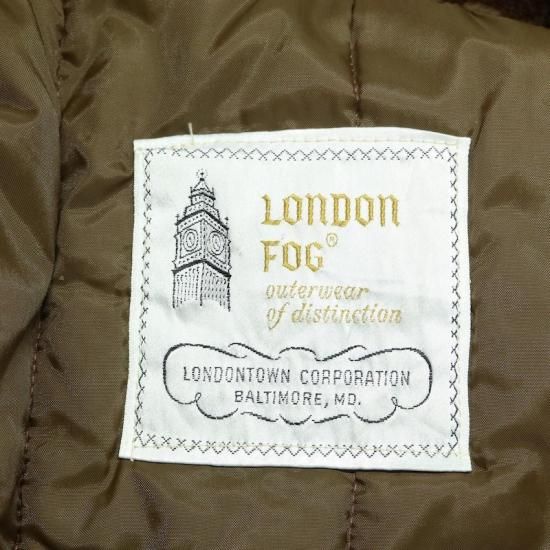 LONDON
FOG®
outerwear
of distinction
LONDONTOWN CORPORATION
BALTIMORE, MD.